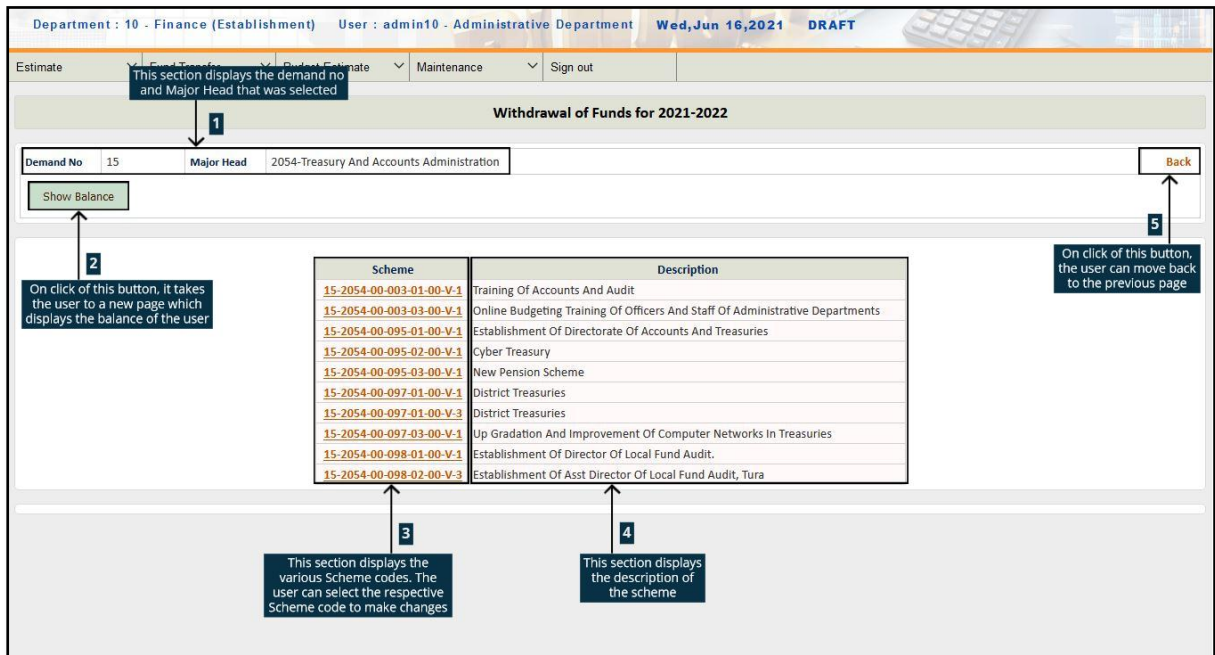 Department : 10 - Finance (Establishment) User : admin10 - Administrative Department Wed,Jun 16,2021 DRAFT
Estimate Fund Transfer Budget Estimate Maintenance Sign out
This section displays the demand no
and Major Head that was selected
1
Withdrawal of Funds for 2021-2022
Demand No 15 Major Head 2054-Treasury And Accounts Administration Back
Show Balance
2
On click of this button, it takes
the user to a new page which
displays the balance of the user
5
On click of this button,
the user can move back
to the previous page
Scheme Description
15-2054-00-003-01-00-V-1 Training Of Accounts And Audit
15-2054-00-003-03-00-V-1 Online Budgeting Training Of Officers And Staff Of Administrative Departments
15-2054-00-095-01-00-V-1 Establishment Of Directorate Of Accounts And Treasuries
15-2054-00-095-02-00-V-1 Cyber Treasury
15-2054-00-095-03-00-V-1 New Pension Scheme
15-2054-00-097-01-00-V-1 District Treasuries
15-2054-00-097-01-00-V-3 District Treasuries
15-2054-00-097-03-00-V-1 Up Gradation And Improvement Of Computer Networks In Treasuries
15-2054-00-098-01-00-V-1 Establishment Of Director Of Local Fund Audit.
15-2054-00-098-02-00-V-3 Establishment Of Asst Director Of Local Fund Audit, Tura
3
This section displays the
various Scheme codes. The
user can select the respective
Scheme code to make changes
4
This section displays
the description of
the scheme